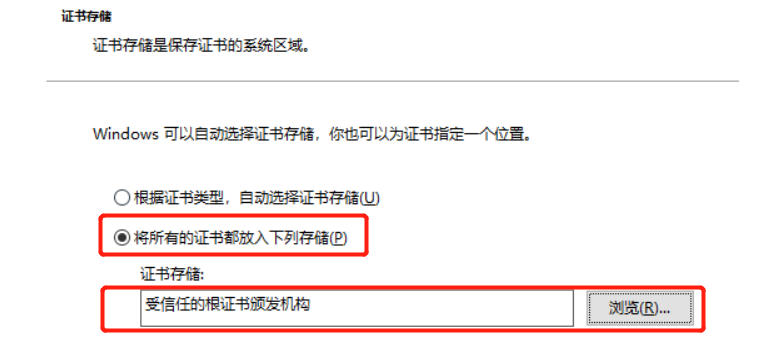 证书存储
证书存储是保存证书的系统区域。
Windows 可以自动选择证书存储，你也可以为证书指定一个位置。
根据证书类型，自动选择证书存储(U)
将所有的证书都放入下列存储(P)
证书存储:
受信任的根证书颁发机构 浏览(R)...